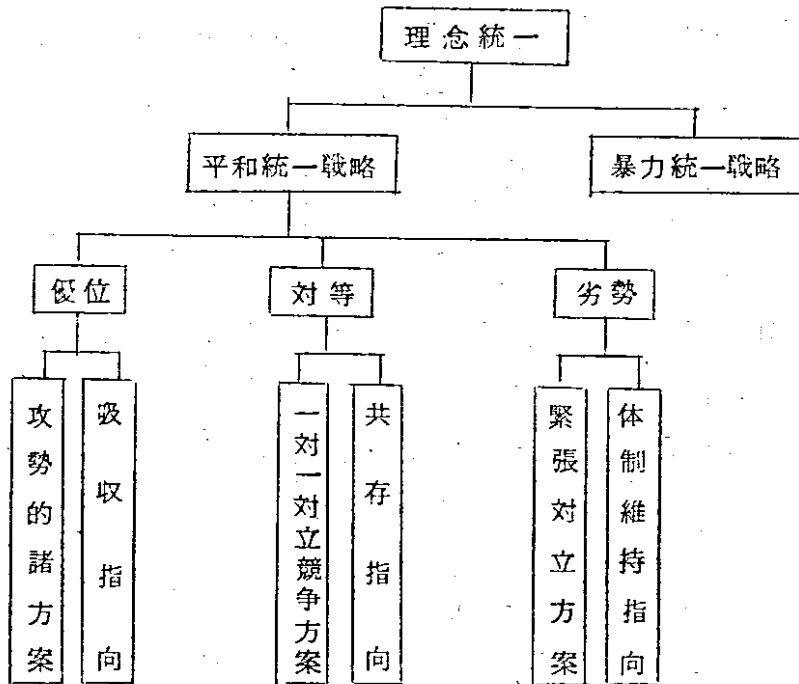 理念統一
平和統一戦略
暴力統一戦略
優位
対等
劣勢
攻勢的諸方案
吸収指向
一対一対立競争方案
共存指向
緊張対立方案
体制維持指向